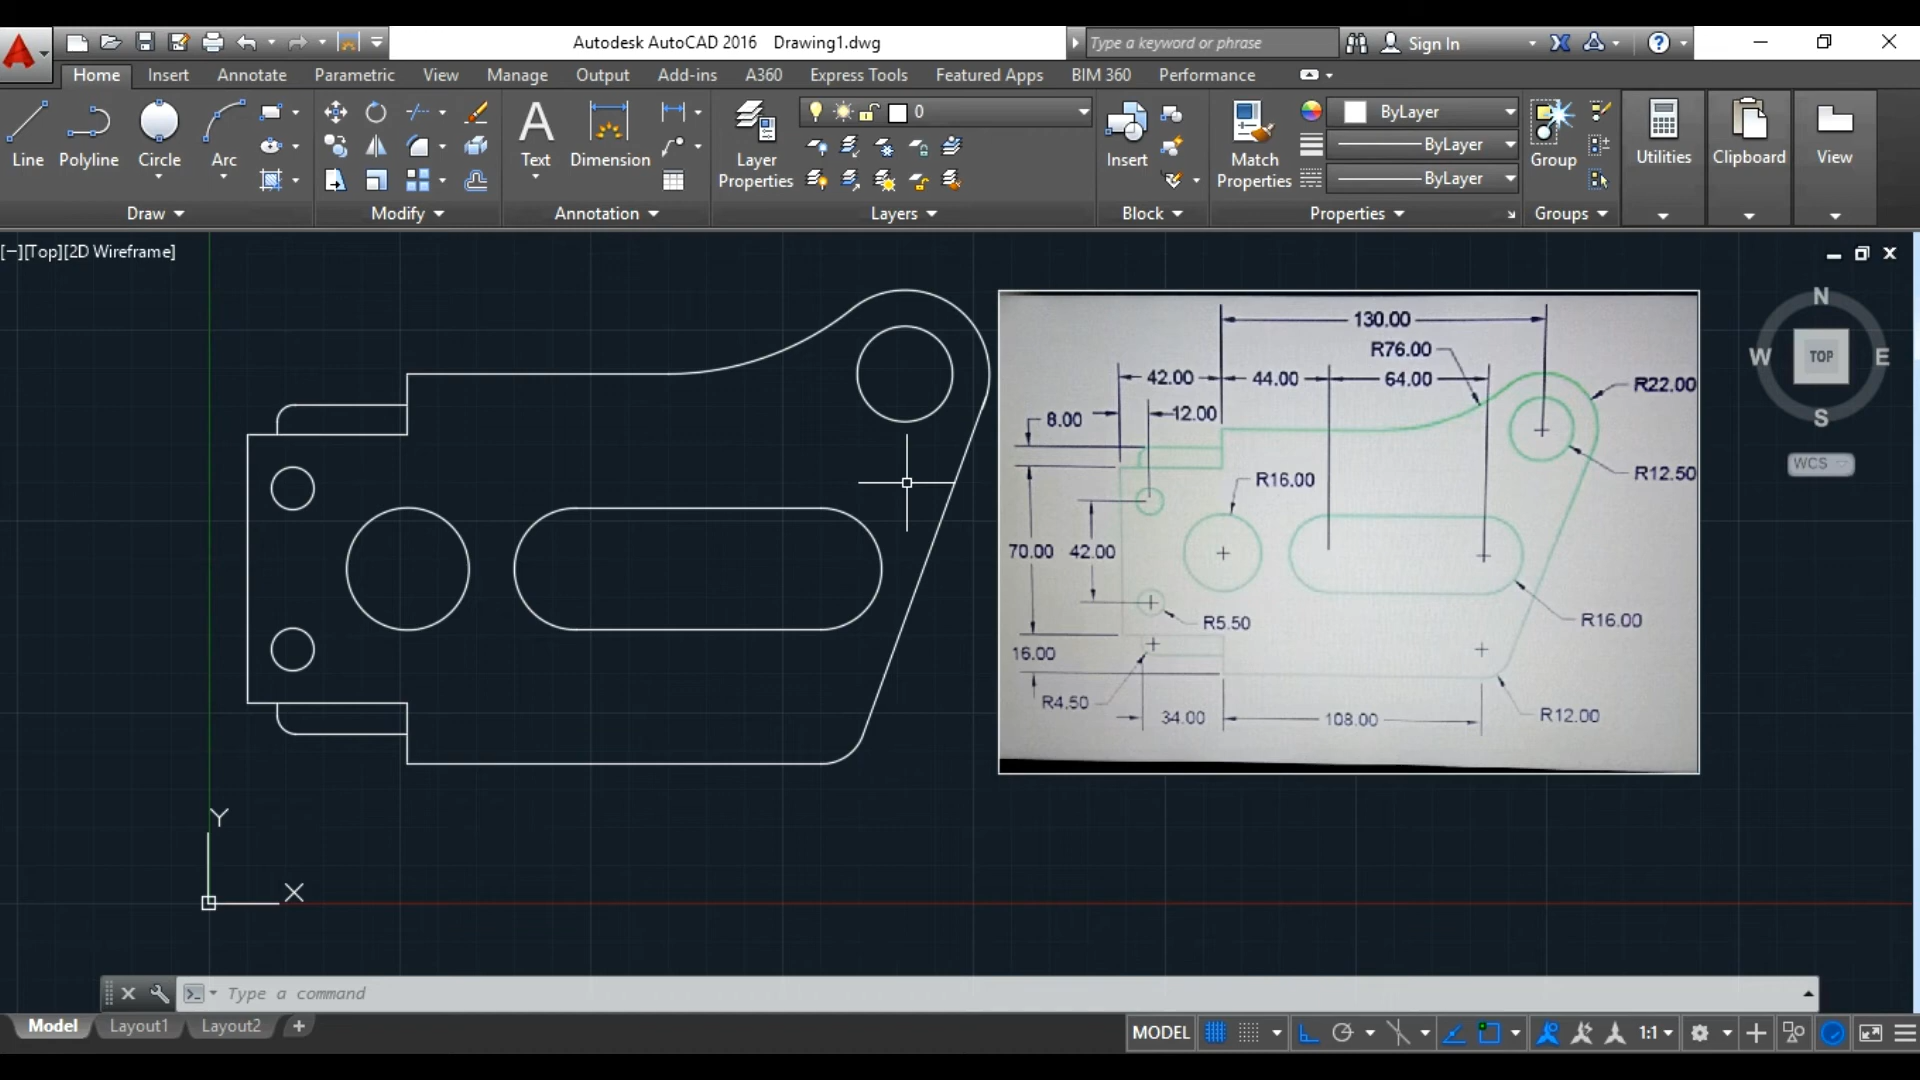 Autodesk AutoCAD 2016 Drawing1.dwg
Type a keyword or phrase
Sign In
Home Insert Annotate Parametric View Manage Output Add-ins A360 Express Tools Featured Apps BIM 360 Performance
Line Polyline Circle Arc
Draw
Modify
Text Dimension
Annotation
Layer Properties
0
Layers
Insert
Block
Match Properties
ByLayer
ByLayer
ByLayer
Properties
Group
Groups
Utilities
Clipboard
View
[−][Top][2D Wireframe]
N
W TOP E
S
WCS
130.00
R76.00
42.00 44.00 64.00
R22.00
8.00 12.00
R12.50
R16.00
70.00 42.00
R5.50
R16.00
16.00
R4.50
34.00 108.00
R12.00
Y
X
Type a command
Model Layout1 Layout2 +
MODEL
1:1